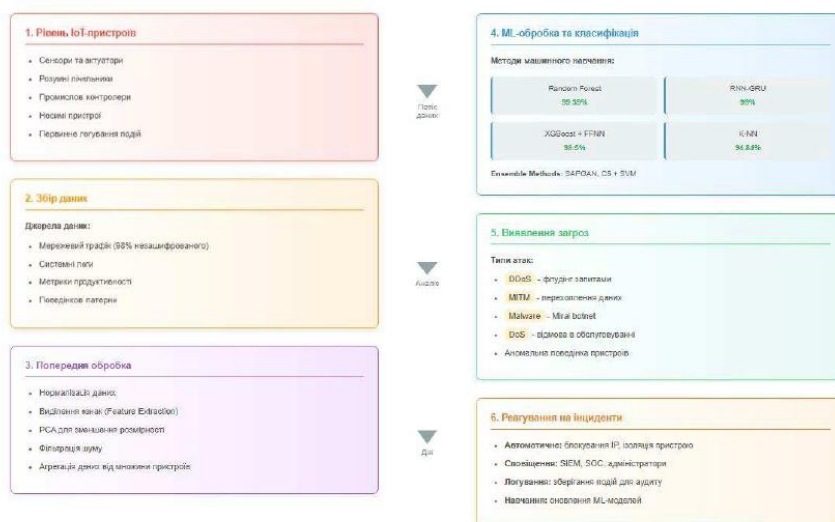 1. Рівень IoT-пристроїв
• Сенсори та актуатори
• Розумні лічильники
• Промислові контролери
• Носимі пристрої
• Первинне логування подій
2. Збір даних
Джерела даних:
• Мережевий трафік (98% незашифрованого)
• Системні логи
• Метрики продуктивності
• Поведінкові патерни
3. Попередня обробка
• Нормалізація даних
• Виділення ознак (Feature Extraction)
• PCA для зменшення розмірності
• Фільтрація шуму
• Агрегація даних від множини пристроїв
Потік
даних
Аналіз
Дія
4. ML-обробка та класифікація
Методи машинного навчання:
Random Forest
RNN-GRU
99%
XGBoost + FFNN
K-NN
Ensemble Methods: CS + SVM
5. Виявлення загроз
Типи атак:
• DDoS - флудінг запитами
• MITM - перехоплення даних
• Malware - Mirai botnet
• DoS - відмова в обслуговуванні
• Аномальна поведінка пристроїв
6. Реагування на інциденти
• Автоматичне: блокування IP, ізоляція пристрою
• Сповіщення: SIEM, SOC, адміністратори
• Логування: зберігання подій для аудиту
• Навчання: оновлення ML-моделей